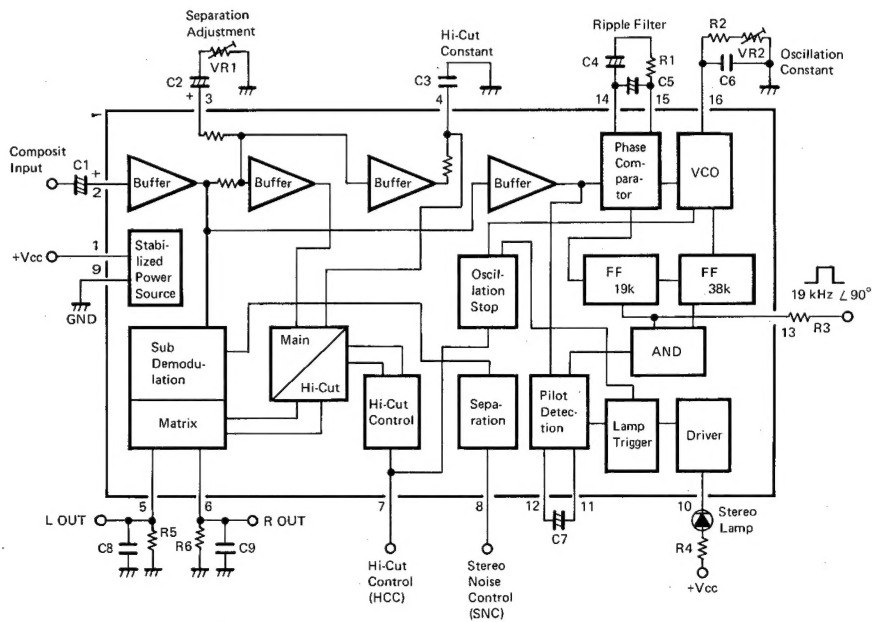 Separation
Adjustment
VR1
C2
+
3
Hi-Cut
Constant
C3
4
Ripple Filter
C4
R1
C5
14
15
R2
VR2
C6
Oscillation
Constant
16
Composit
Input
C1
+
2
Buffer
Buffer
Buffer
Buffer
Phase
Com-
parator
VCO
+Vcc
1
9
GND
Stabi-
lized
Power
Source
Oscil-
lation
Stop
FF
19k
FF
38k
19 kHz ∠90°
13
R3
AND
Sub
Demodu-
lation
Matrix
Main
Hi-Cut
Hi-Cut
Control
Sepa-
ration
Pilot
Detec-
tion
Lamp
Trigger
Driver
5
6
7
8
12
11
10
L OUT
R OUT
C8
R5
R6
C9
C7
Stereo
Lamp
R4
+Vcc
Hi-Cut
Control
(HCC)
Stereo
Noise
Control
(SNC)